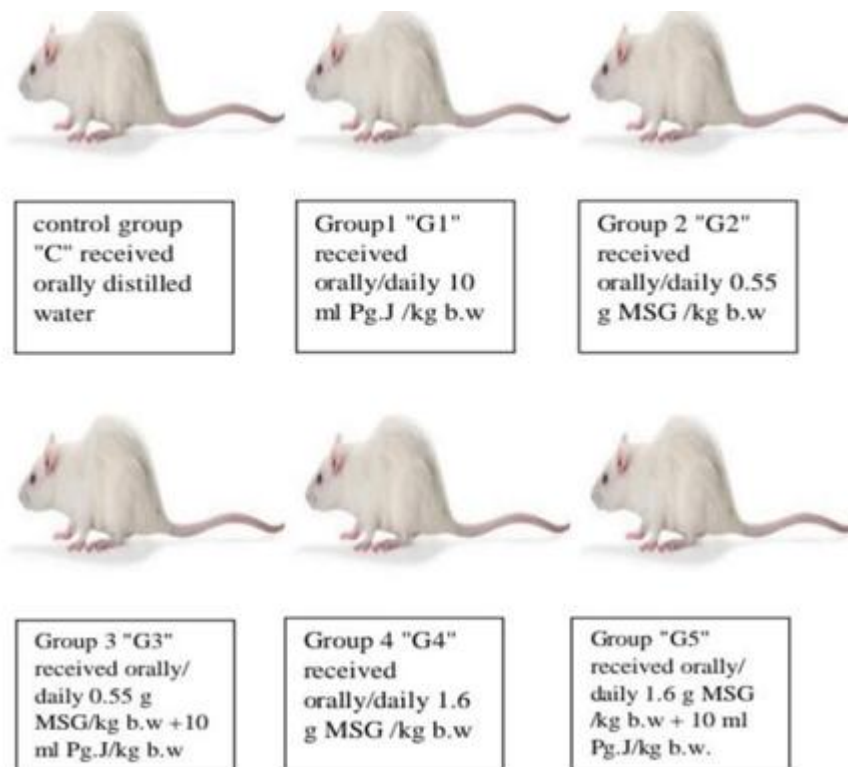 control group
"C" received
orally distilled
water
Group1 "G1"
received
orally/daily 10
ml Pg.J /kg b.w
Group 2 "G2"
received
orally/daily 0.55
g MSG /kg b.w
Group 3 "G3"
received orally/
daily 0.55 g
MSG/kg b.w +10
ml Pg.J/kg b.w
Group 4 "G4"
received
orally/daily 1.6
g MSG /kg b.w
Group "G5"
received orally/
daily 1.6 g MSG
/kg b.w + 10 ml
Pg.J/kg b.w.